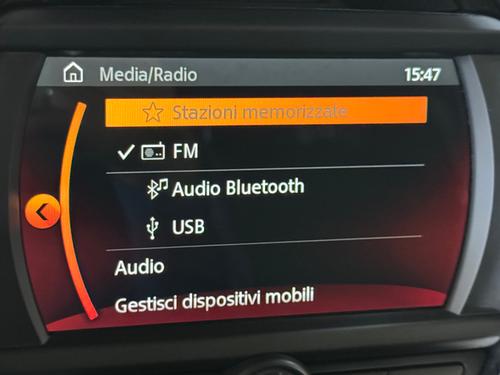 Media/Radio 15:47
Stazioni memorizzate
FM
Audio Bluetooth
USB
Audio
Gestisci dispositivi mobili